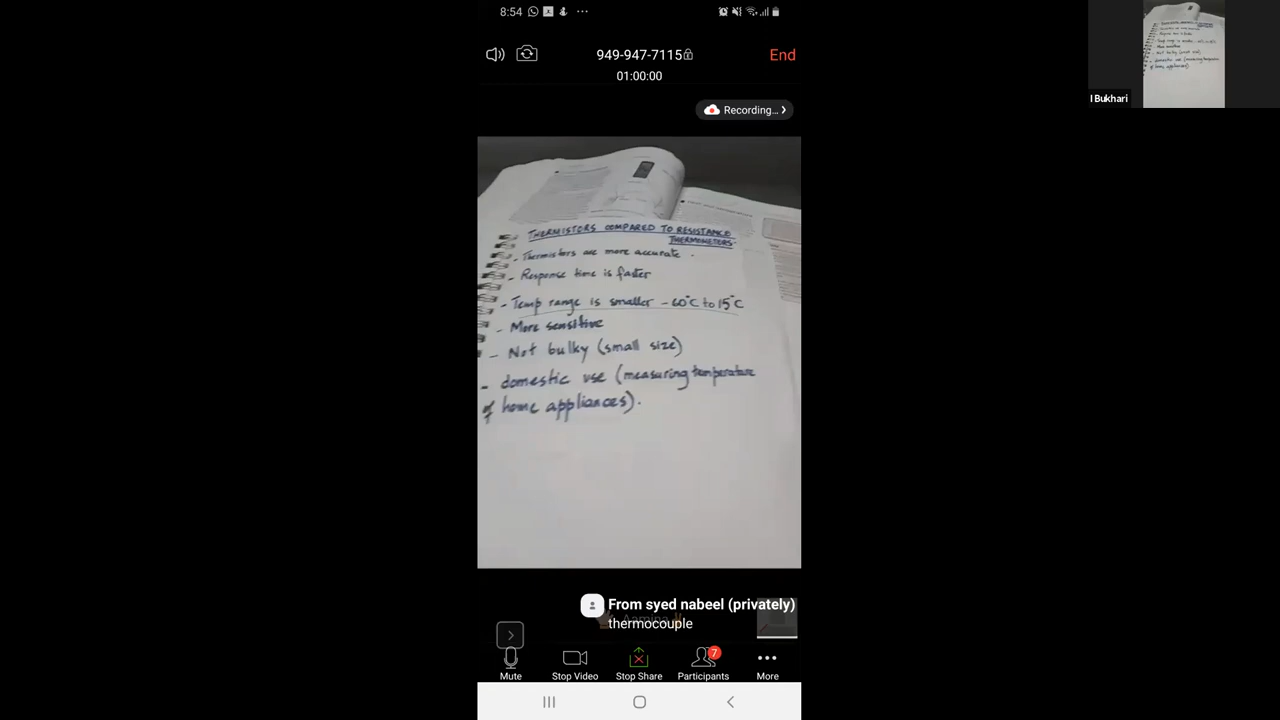 8:54
949-947-7115
End
01:00:00
Recording...
THERMISTORS COMPARED TO RESISTANCE
THERMOMETERS.
- Thermistors are more accurate.
- Response time is faster
- Temp range is smaller -60°C to 15°C
- More sensitive
- Not bulky (small size)
- domestic use (measuring temperature
of home appliances).
From syed nabeel (privately)
thermocouple
7
Mute
Stop Video
Stop Share
Participants
More
I Bukhari